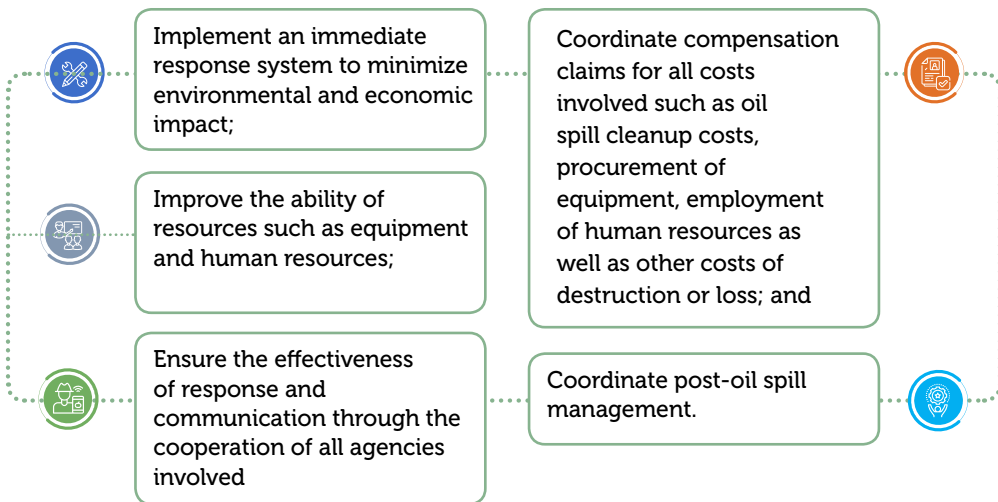 Implement an immediate
response system to minimize
environmental and economic
impact;
Improve the ability of
resources such as equipment
and human resources;
Ensure the effectiveness
of response and
communication through the
cooperation of all agencies
involved
Coordinate compensation
claims for all costs
involved such as oil
spill cleanup costs,
procurement of
equipment, employment
of human resources as
well as other costs of
destruction or loss; and
Coordinate post-oil spill
management.